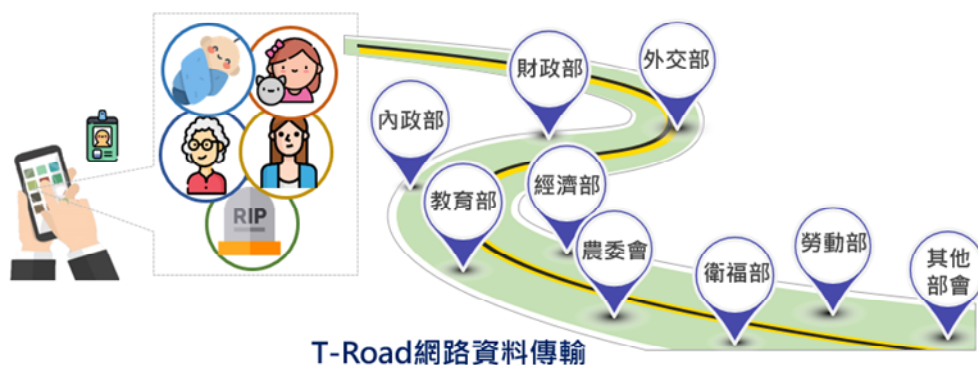 財政部
外交部
內政部
RIP
教育部
經濟部
農委會
衛福部
勞動部
其他
部會
T-Road網路資料傳輸